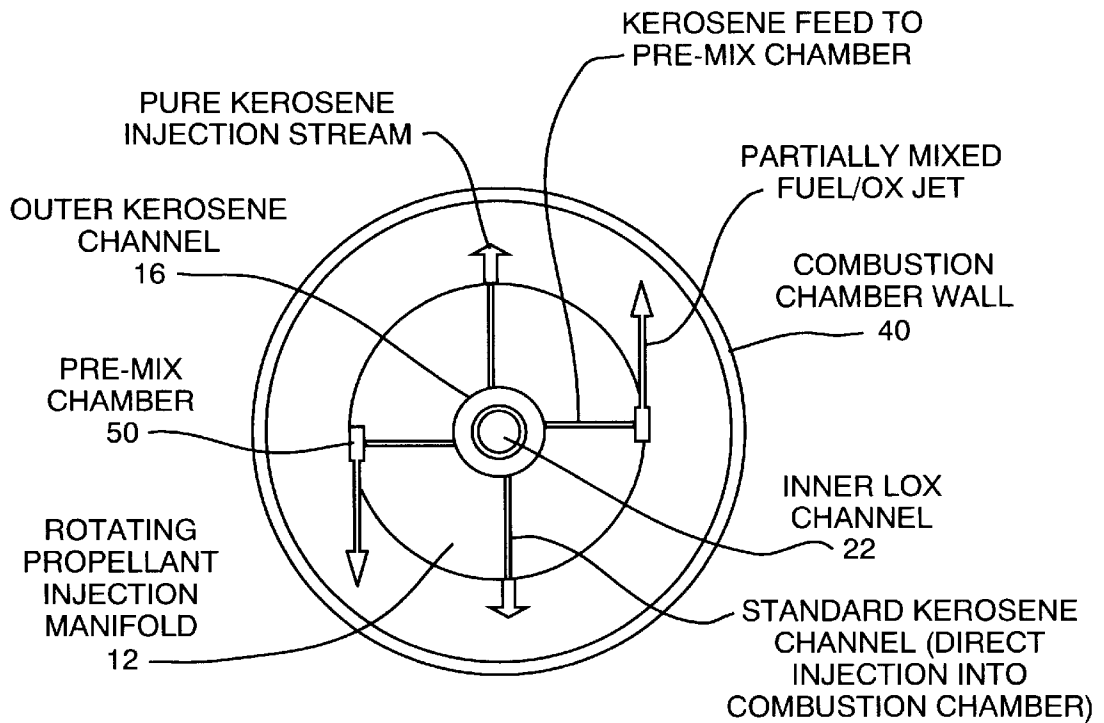 KEROSENE FEED TO
PRE-MIX CHAMBER
PURE KEROSENE
INJECTION STREAM
PARTIALLY MIXED
FUEL/OX JET
OUTER KEROSENE
CHANNEL
16
COMBUSTION
CHAMBER WALL
40
PRE-MIX
CHAMBER
50
INNER LOX
CHANNEL
22
ROTATING
PROPELLANT
INJECTION
MANIFOLD
12
STANDARD KEROSENE
CHANNEL (DIRECT
INJECTION INTO
COMBUSTION CHAMBER)